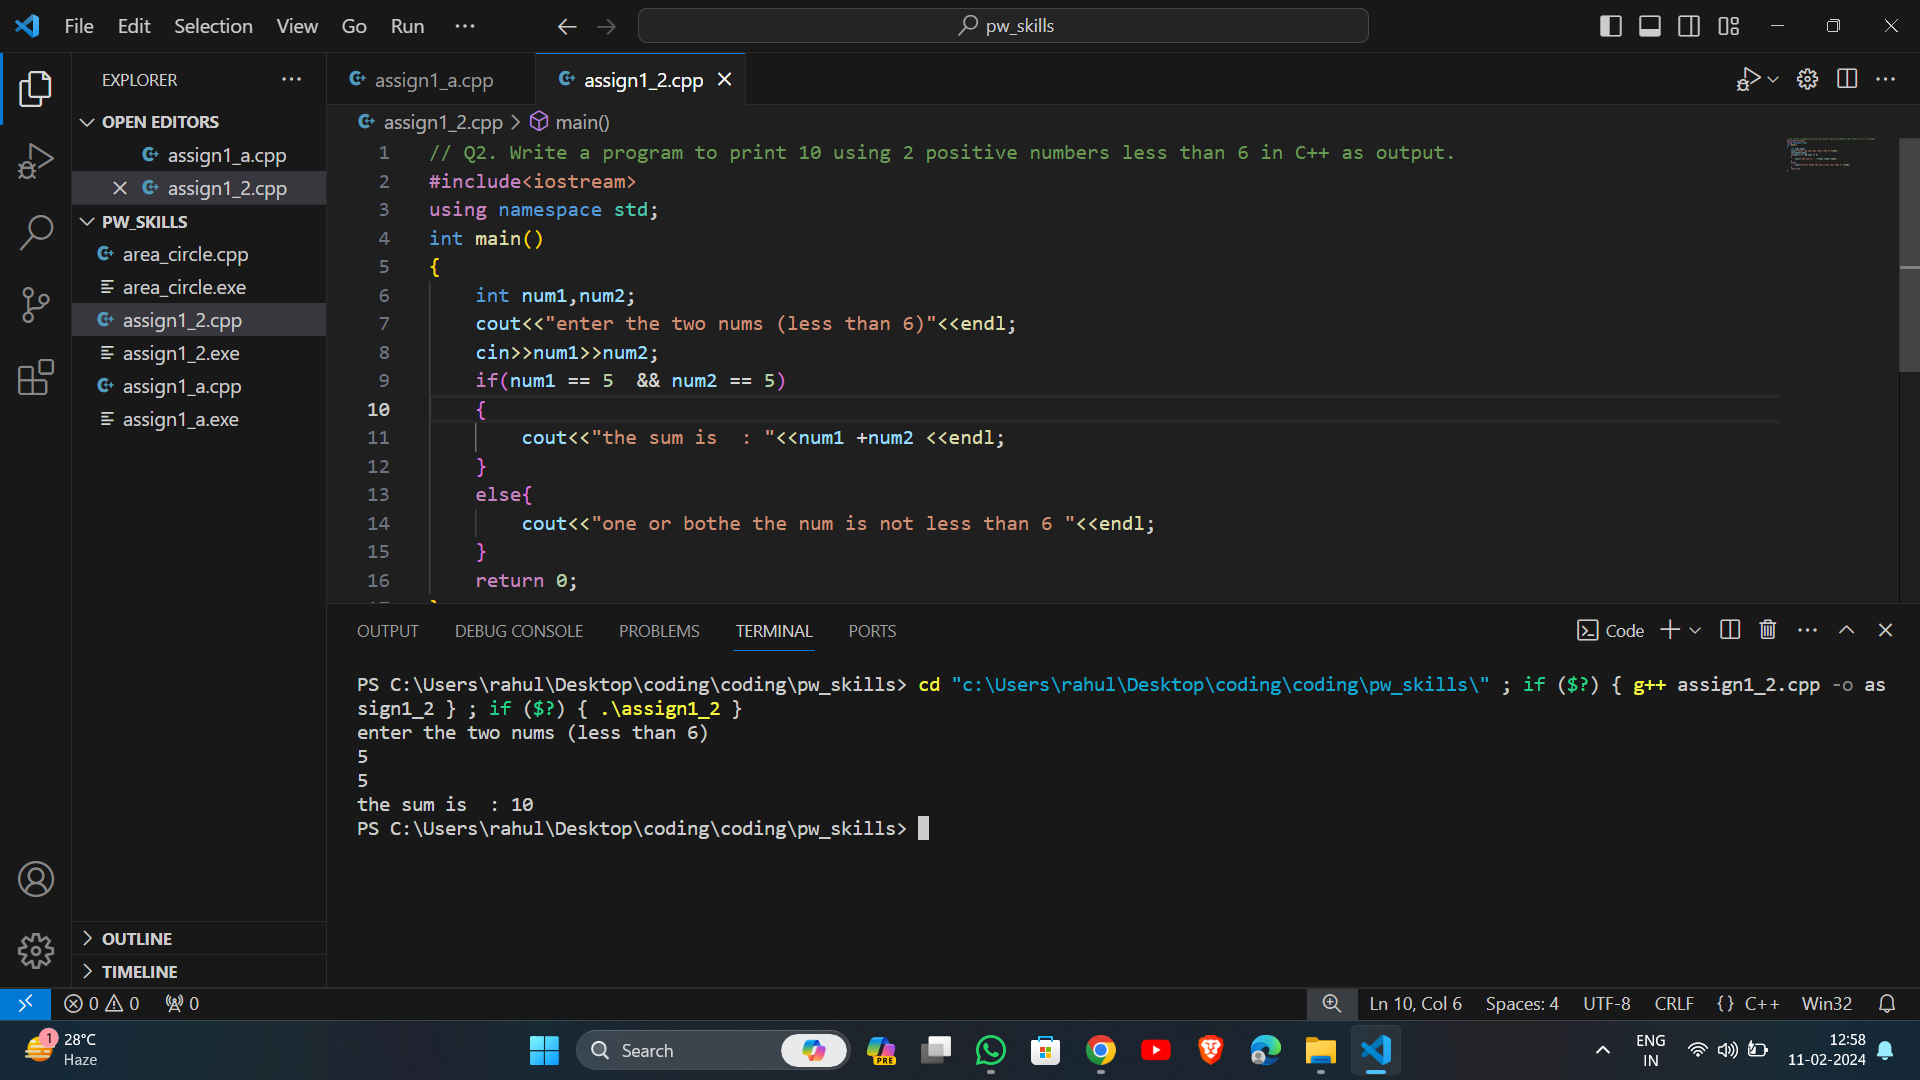 File Edit Selection View Go Run ···
pw_skills
EXPLORER
assign1_a.cpp
assign1_2.cpp
OPEN EDITORS
assign1_a.cpp
assign1_2.cpp
PW_SKILLS
area_circle.cpp
area_circle.exe
assign1_2.cpp
assign1_2.exe
assign1_a.cpp
assign1_a.exe
OUTLINE
TIMELINE
assign1_2.cpp > main()
1 // Q2. Write a program to print 10 using 2 positive numbers less than 6 in C++ as output.
2 #include<iostream>
3 using namespace std;
4 int main()
5 {
6 int num1,num2;
7 cout<<"enter the two nums (less than 6)"<<endl;
8 cin>>num1>>num2;
9 if(num1 == 5  && num2 == 5)
10 {
11 cout<<"the sum is  : "<<num1 +num2 <<endl;
12 }
13 else{
14 cout<<"one or bothe the num is not less than 6 "<<endl;
15 }
16 return 0;
OUTPUT DEBUG CONSOLE PROBLEMS TERMINAL PORTS
Code
PS C:\Users\rahul\Desktop\coding\coding\pw_skills> cd "c:\Users\rahul\Desktop\coding\coding\pw_skills\" ; if ($?) { g++ assign1_2.cpp -o as
sign1_2 } ; if ($?) { .\assign1_2 }
enter the two nums (less than 6)
5
5
the sum is  : 10
PS C:\Users\rahul\Desktop\coding\coding\pw_skills>
0 0 0
Ln 10, Col 6 Spaces: 4 UTF-8 CRLF {} C++ Win32
1
28°C
Haze
Search
PRE
ENG
IN
12:58
11-02-2024